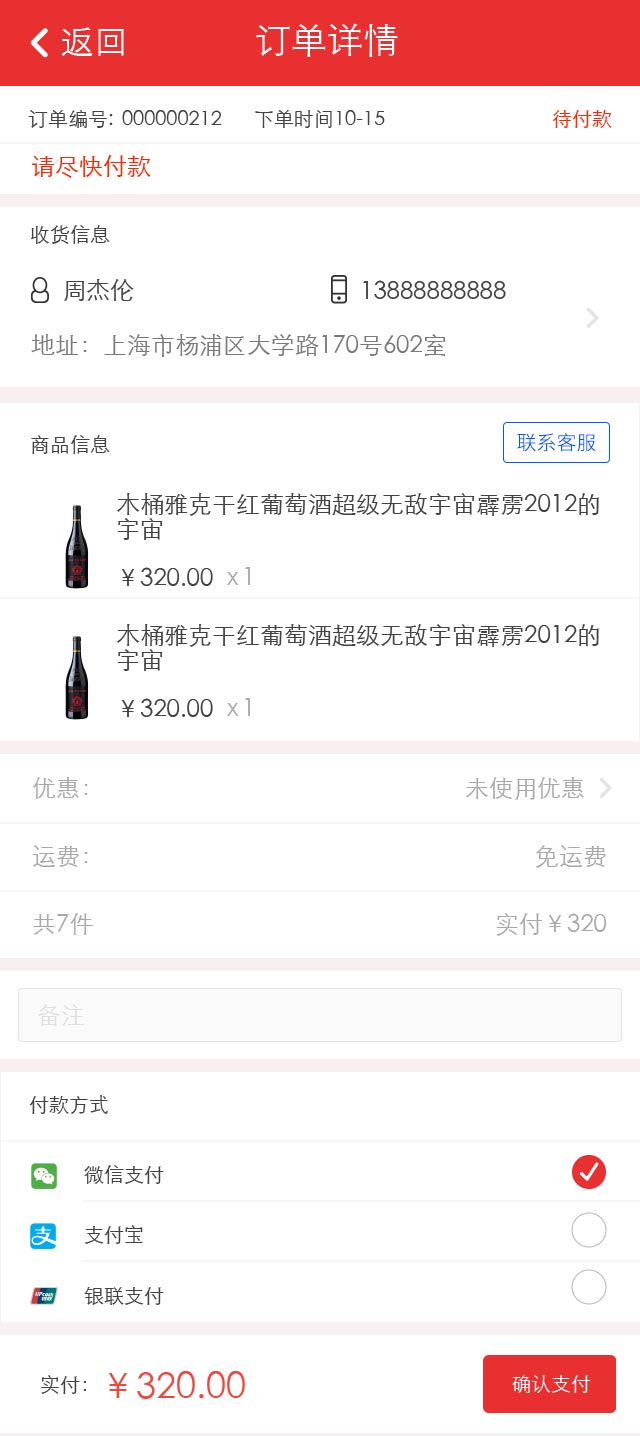 返回
订单详情
订单编号: 000000212
下单时间10-15
待付款
请尽快付款
收货信息
周杰伦
13888888888
地址：上海市杨浦区大学路170号602室
商品信息
联系客服
木桶雅克干红葡萄酒超级无敌宇宙霹雳2012的
宇宙
￥320.00 x1
木桶雅克干红葡萄酒超级无敌宇宙霹雳2012的
宇宙
￥320.00 x1
优惠：
未使用优惠
运费：
免运费
共7件
实付￥320
备注
付款方式
微信支付
支付宝
银联支付
实付：￥320.00
确认支付